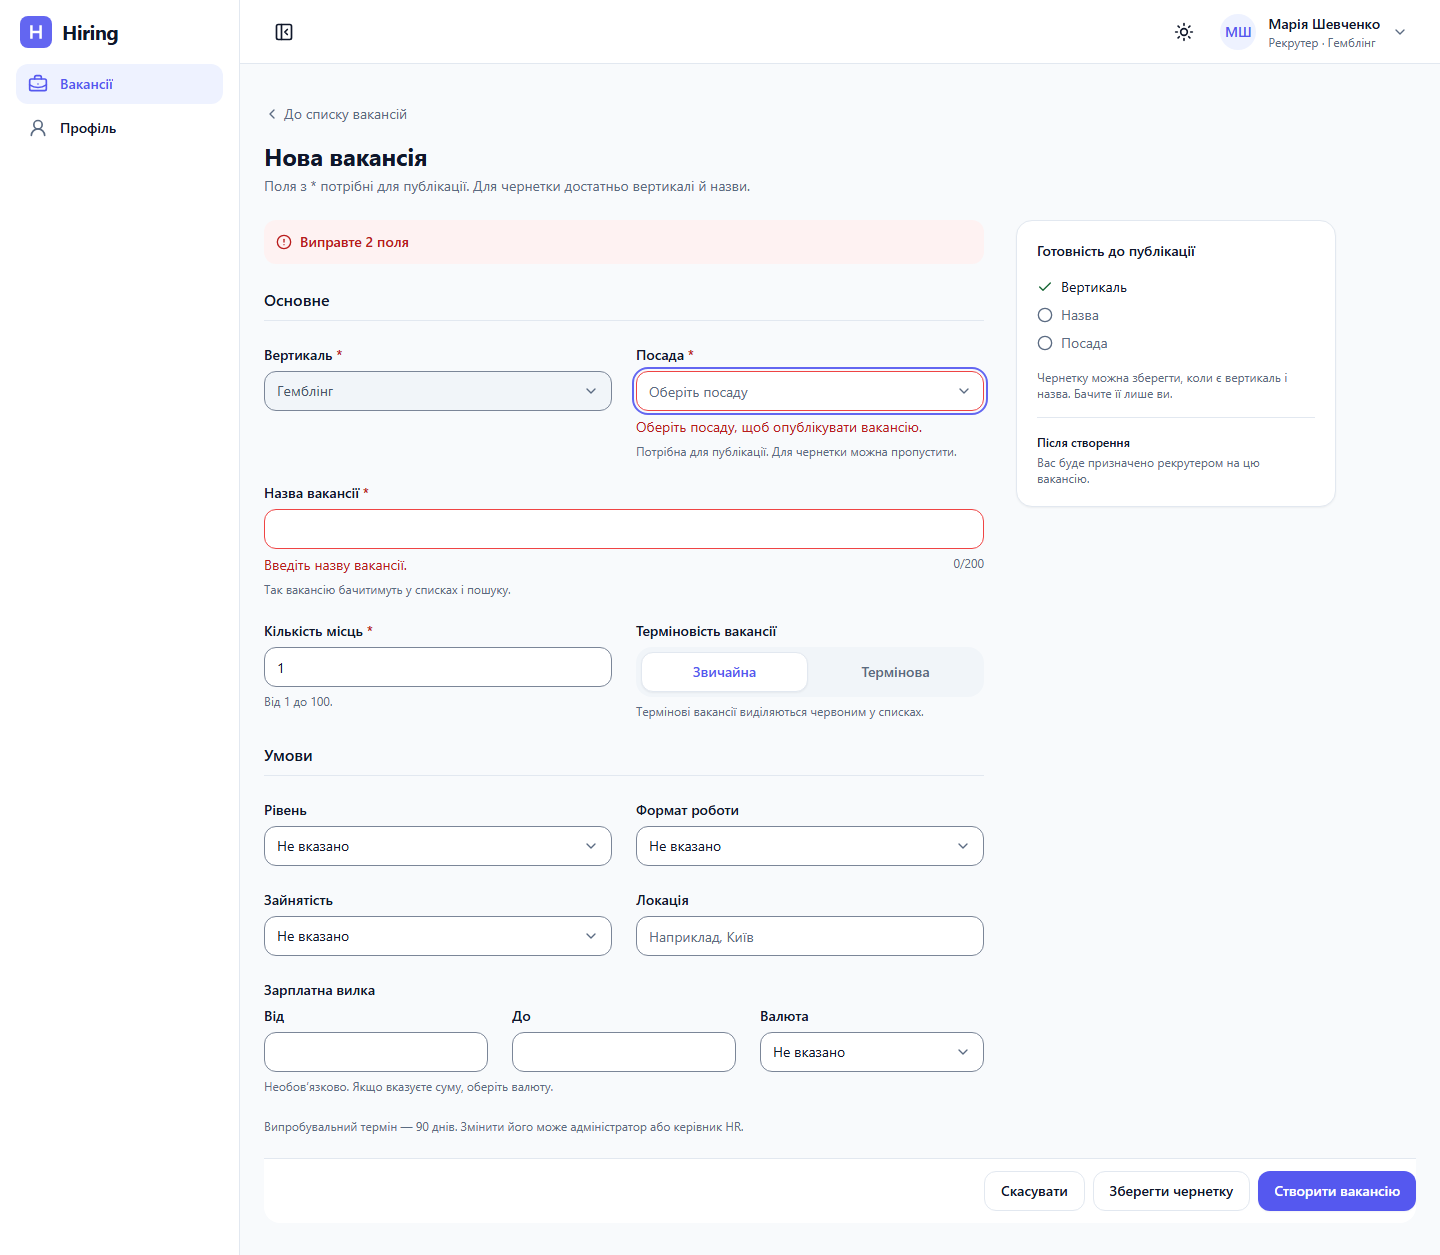 H Hiring
Вакансії
Профіль
МШ
Марія Шевченко
Рекрутер · Гемблінг
До списку вакансій
Нова вакансія
Поля з * потрібні для публікації. Для чернетки достатньо вертикалі й назви.
Виправте 2 поля
Основне
Вертикаль *
Гемблінг
Посада *
Оберіть посаду
Оберіть посаду, щоб опублікувати вакансію.
Потрібна для публікації. Для чернетки можна пропустити.
Назва вакансії *
Введіть назву вакансії.
0/200
Так вакансію бачитимуть у списках і пошуку.
Кількість місць *
1
Від 1 до 100.
Терміновість вакансії
Звичайна
Термінова
Термінові вакансії виділяються червоним у списках.
Умови
Рівень
Не вказано
Формат роботи
Не вказано
Зайнятість
Не вказано
Локація
Наприклад, Київ
Зарплатна вилка
Від
До
Валюта
Не вказано
Необов’язково. Якщо вказуєте суму, оберіть валюту.
Випробувальний термін — 90 днів. Змінити його може адміністратор або керівник HR.
Скасувати
Зберегти чернетку
Створити вакансію
Готовність до публікації
Вертикаль
Назва
Посада
Чернетку можна зберегти, коли є вертикаль і
назва. Бачите її лише ви.
Після створення
Вас буде призначено рекрутером на цю
вакансію.